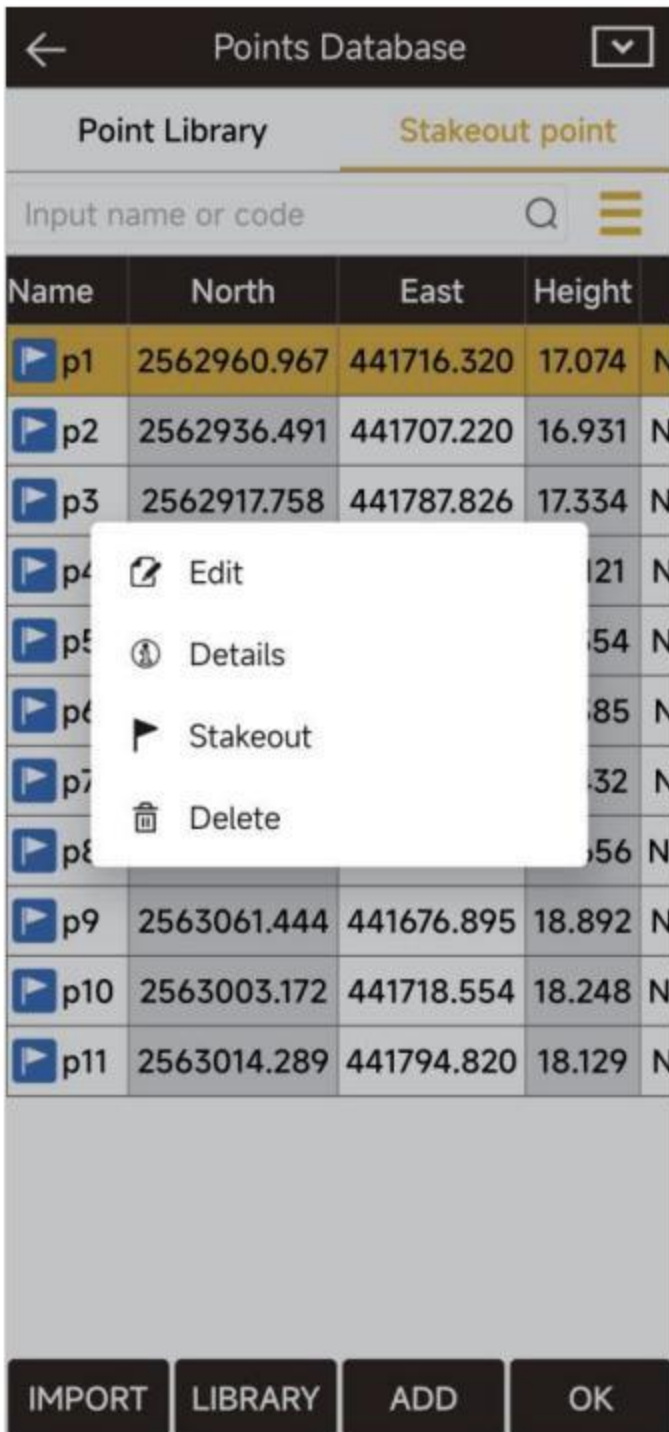 Points Database
Point Library Stakeout point
Input name or code
Name North East Height
p1 2562960.967 441716.320 17.074 N
p2 2562936.491 441707.220 16.931 N
p3 2562917.758 441787.826 17.334 N
Edit
Details
Stakeout
Delete
p9 2563061.444 441676.895 18.892 N
p10 2563003.172 441718.554 18.248 N
p11 2563014.289 441794.820 18.129 N
IMPORT LIBRARY ADD OK